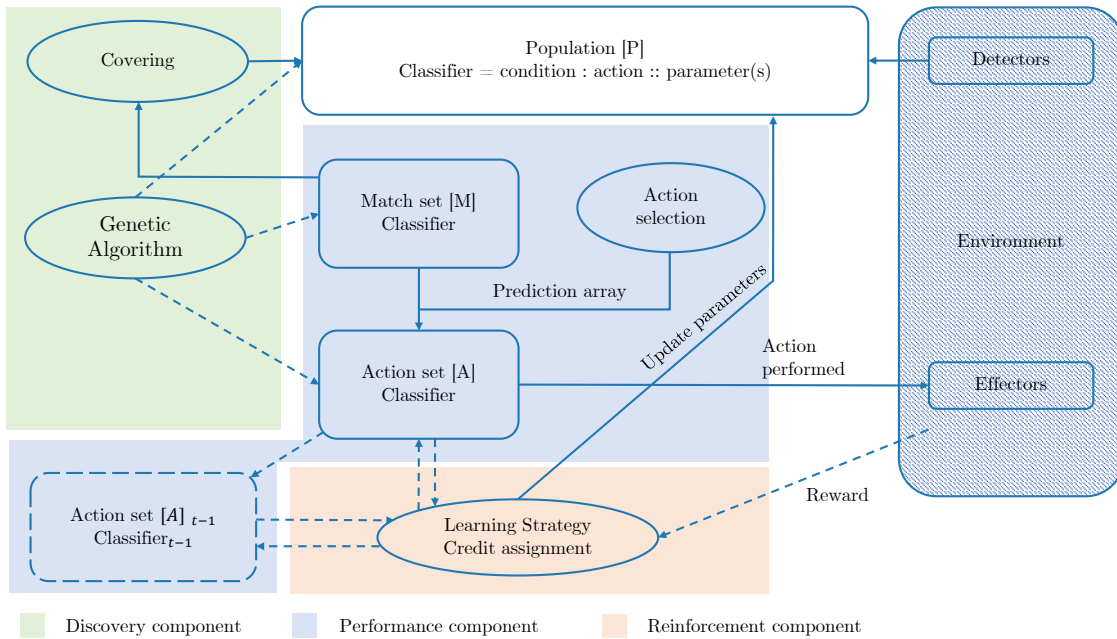 Covering
Population [P]
Classifier = condition : action :: parameter(s)
Detectors
Match set [M]
Classifier
Action
selection
Genetic
Algorithm
Environment
Prediction array
Update parameters
Action set [A]
Classifier
Action
performed
Effectors
Action set [A] t−1
Classifiert−1
Learning Strategy
Credit assignment
Reward
Discovery component
Performance component
Reinforcement component